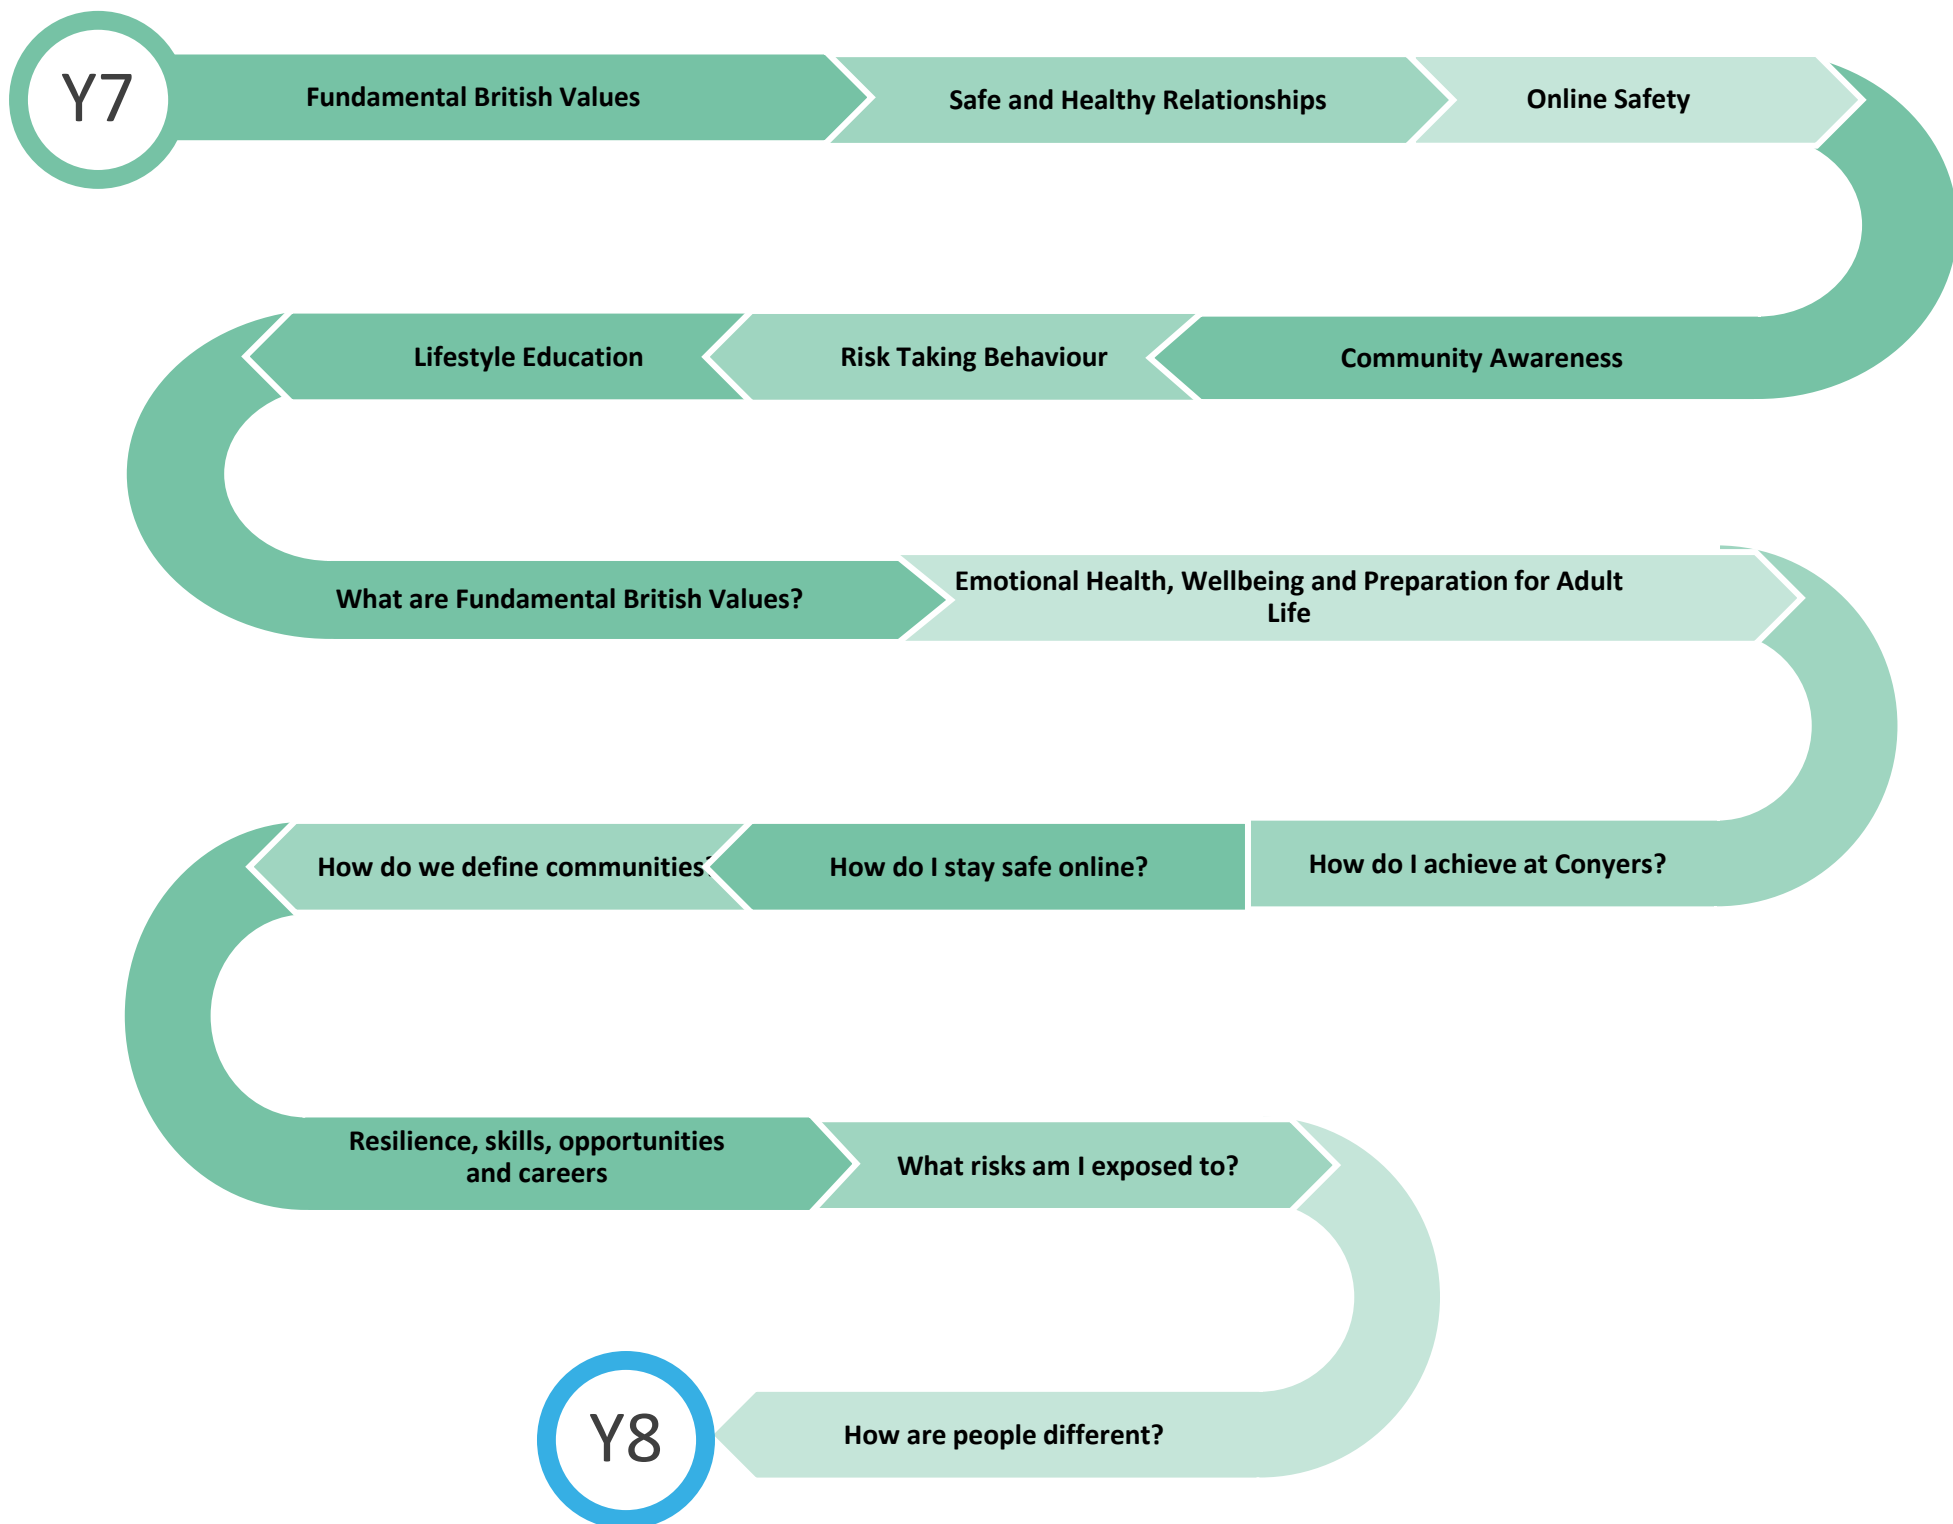 Y7
Fundamental British Values
Safe and Healthy Relationships
Online Safety
Community Awareness
Risk Taking Behaviour
Lifestyle Education
What are Fundamental British Values?
Emotional Health, Wellbeing and Preparation for Adult
Life
How do I achieve at Conyers?
How do I stay safe online?
How do we define communities?
Resilience, skills, opportunities
and careers
What risks am I exposed to?
How are people different?
Y8